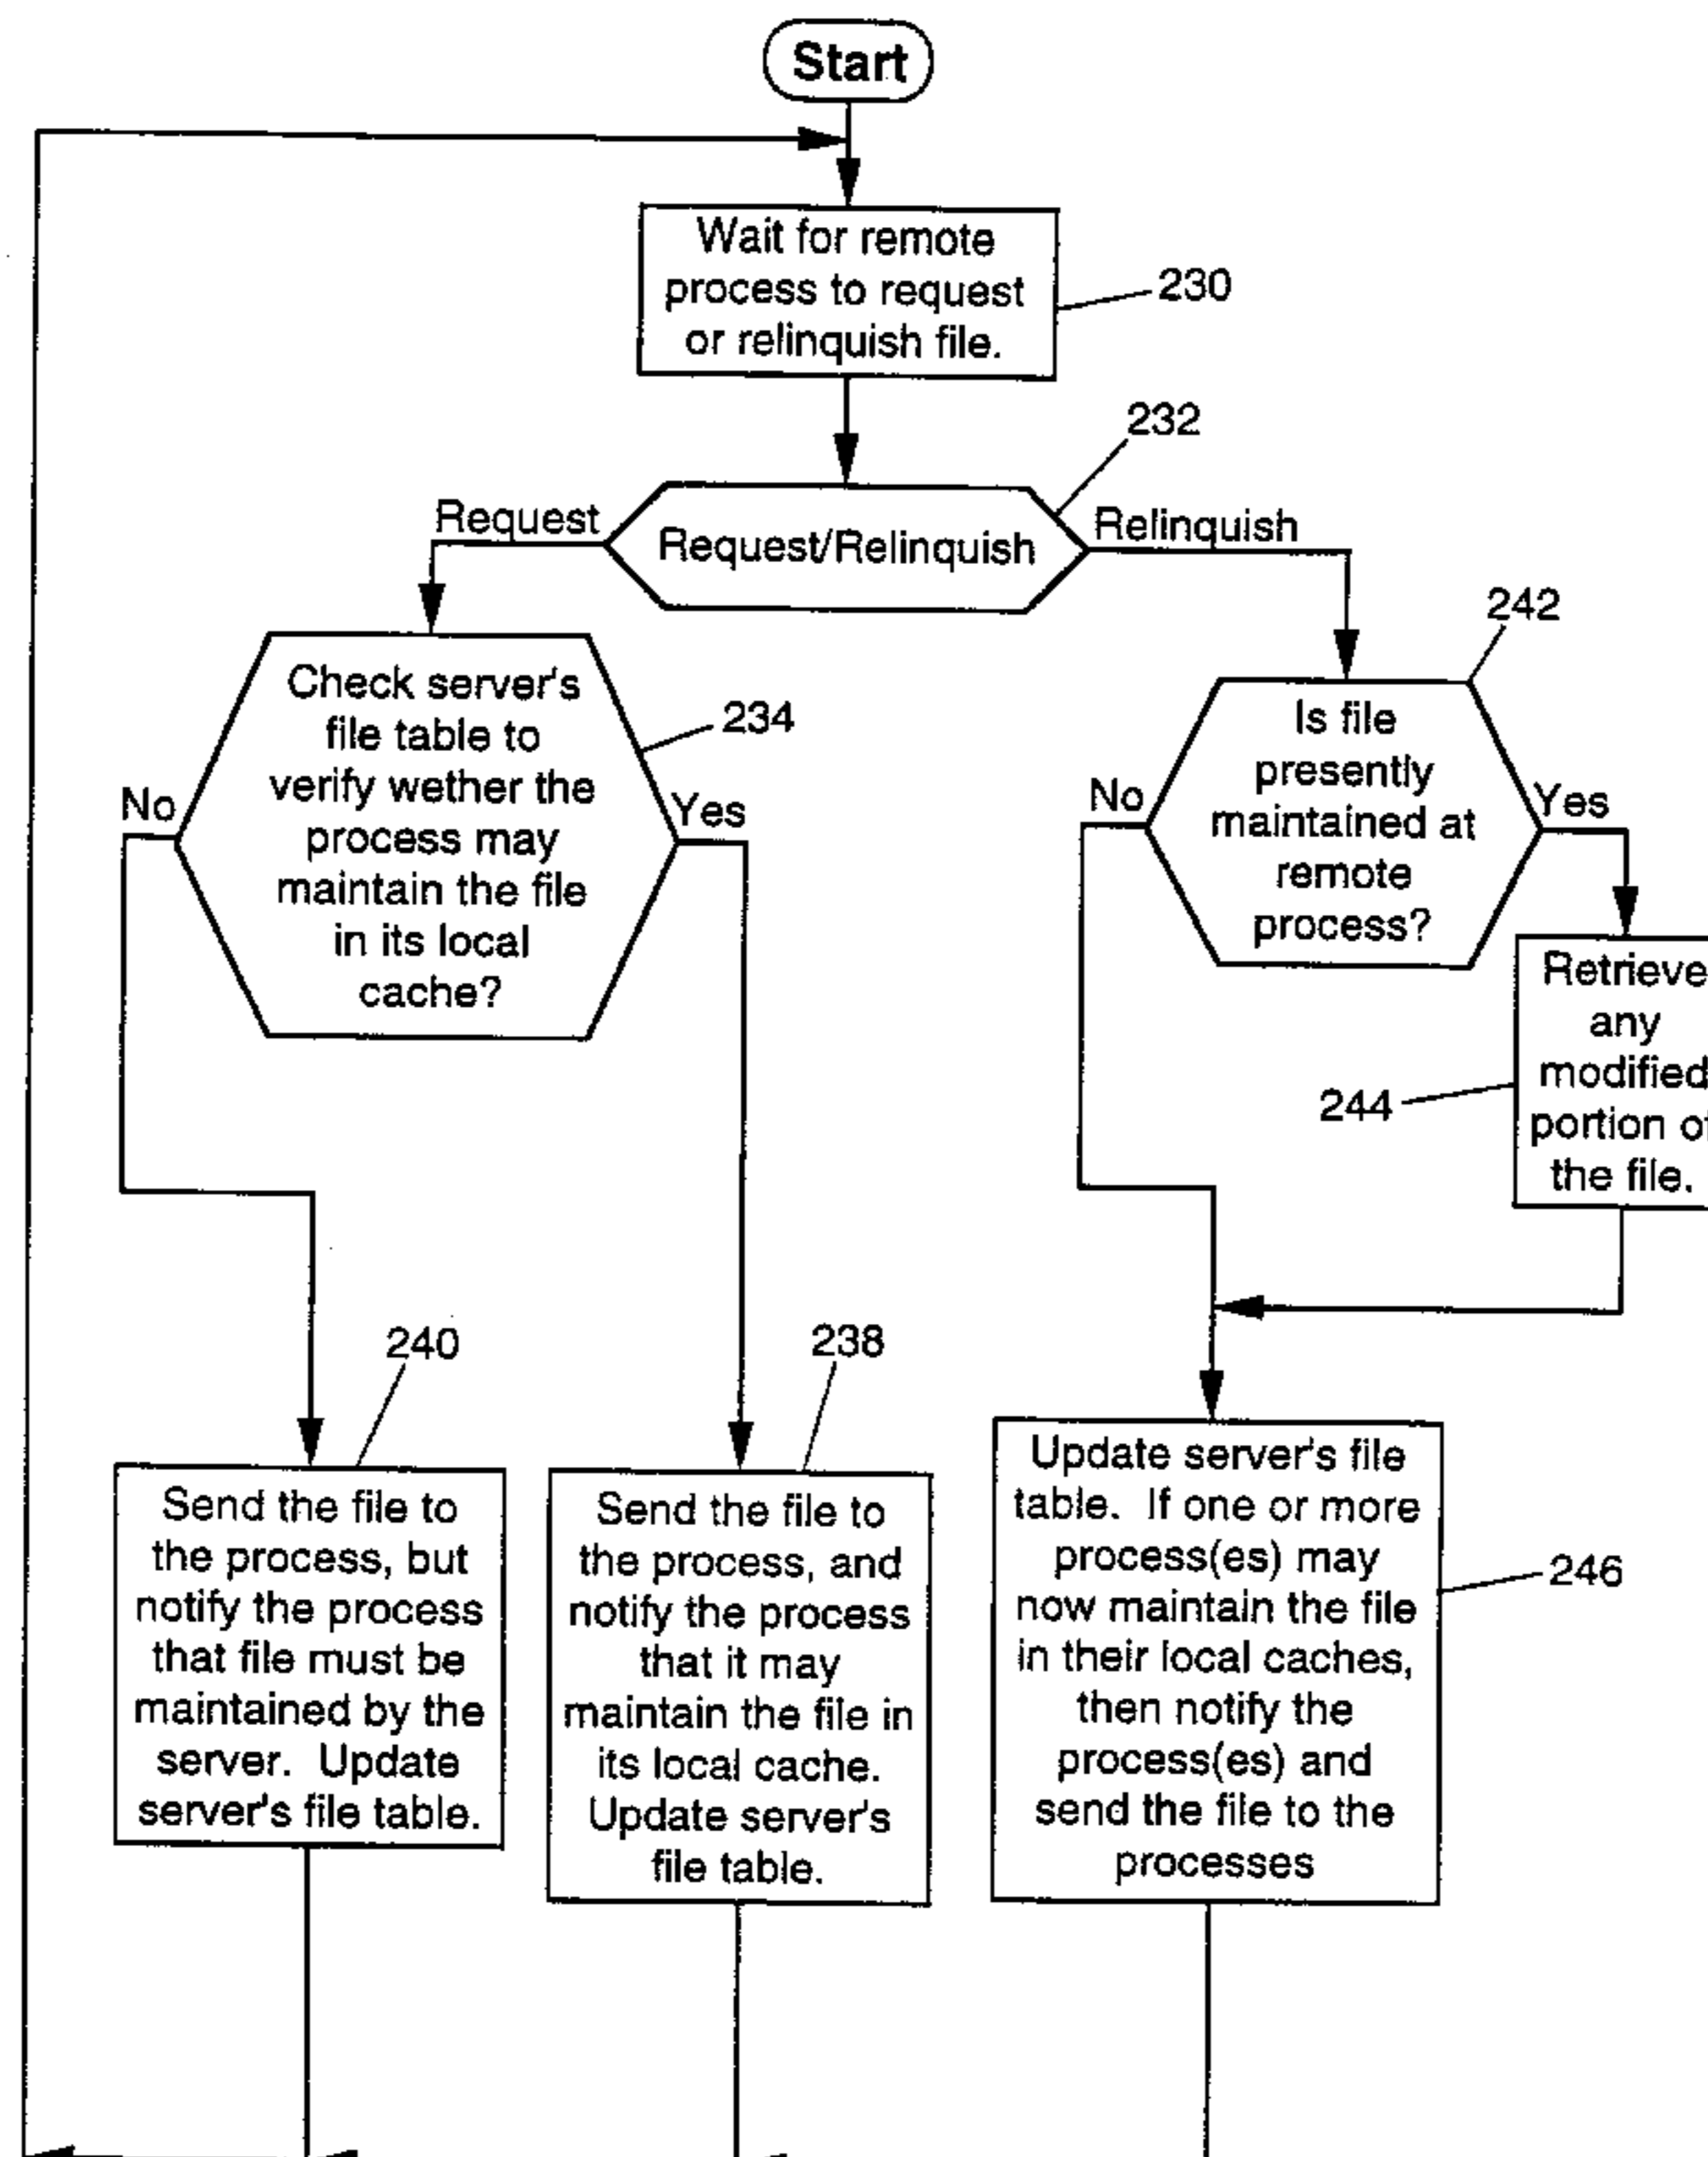 Start
Wait for remote
process to request
or relinquish file.
230
232
Request
Request/Relinquish
Relinquish
242
Check server's
file table to
verify wether the
process may
maintain the file
in its local
cache?
234
No
Yes
Is file
presently
maintained at
remote
process?
No
Yes
Retrieve
any
modified
portion of
the file.
244
240
238
Send the file to
the process, but
notify the process
that file must be
maintained by the
server. Update
server's file table.
Send the file to
the process, and
notify the process
that it may
maintain the file in
its local cache.
Update server's
file table.
Update server's file
table. If one or more
process(es) may
now maintain the file
in their local caches,
then notify the
process(es) and
send the file to the
processes
246